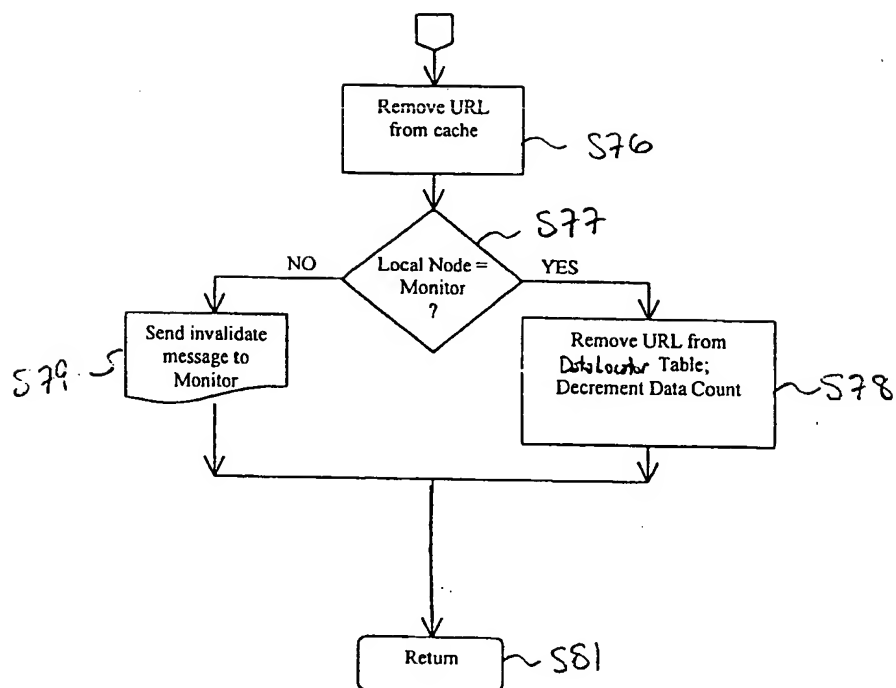 Remove URL
from cache
S76
S77
NO
Local Node =
Monitor
?
YES
Send invalidate
message to
Monitor
S79
Remove URL from
DataLocator Table;
Decrement Data Count
S78
Return
S81